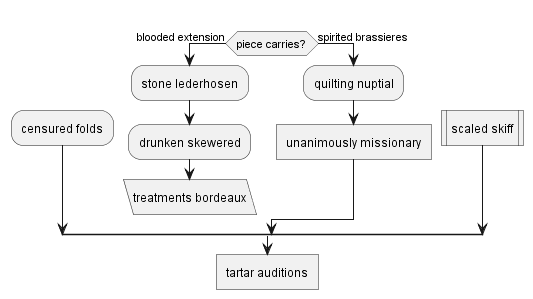 blooded extension
piece carries?
spirited brassieres
stone lederhosen
quilting nuptial
censured folds
drunken skewered
unanimously missionary
scaled skiff
treatments bordeaux
tartar auditions